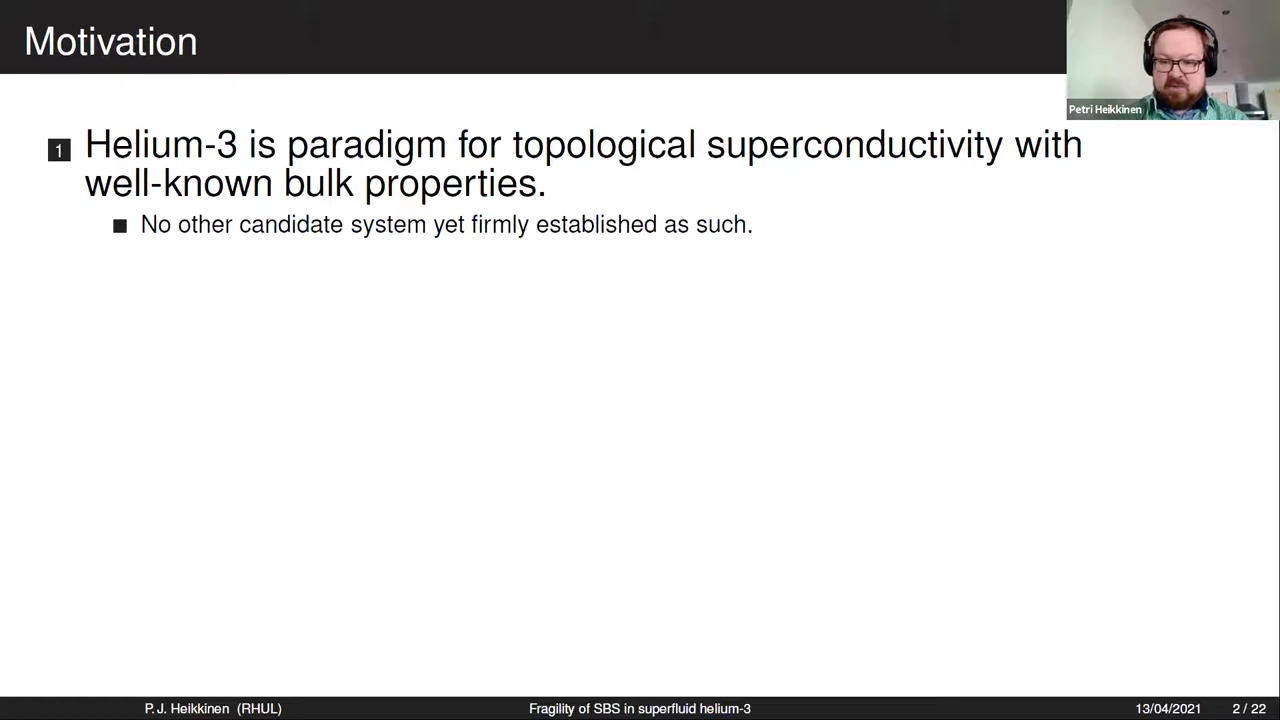 Motivation
Petri Heikkinen
1 Helium-3 is paradigm for topological superconductivity with
well-known bulk properties.
No other candidate system yet firmly established as such.
P. J. Heikkinen (RHUL) Fragility of SBS in superfluid helium-3 13/04/2021 2 / 22